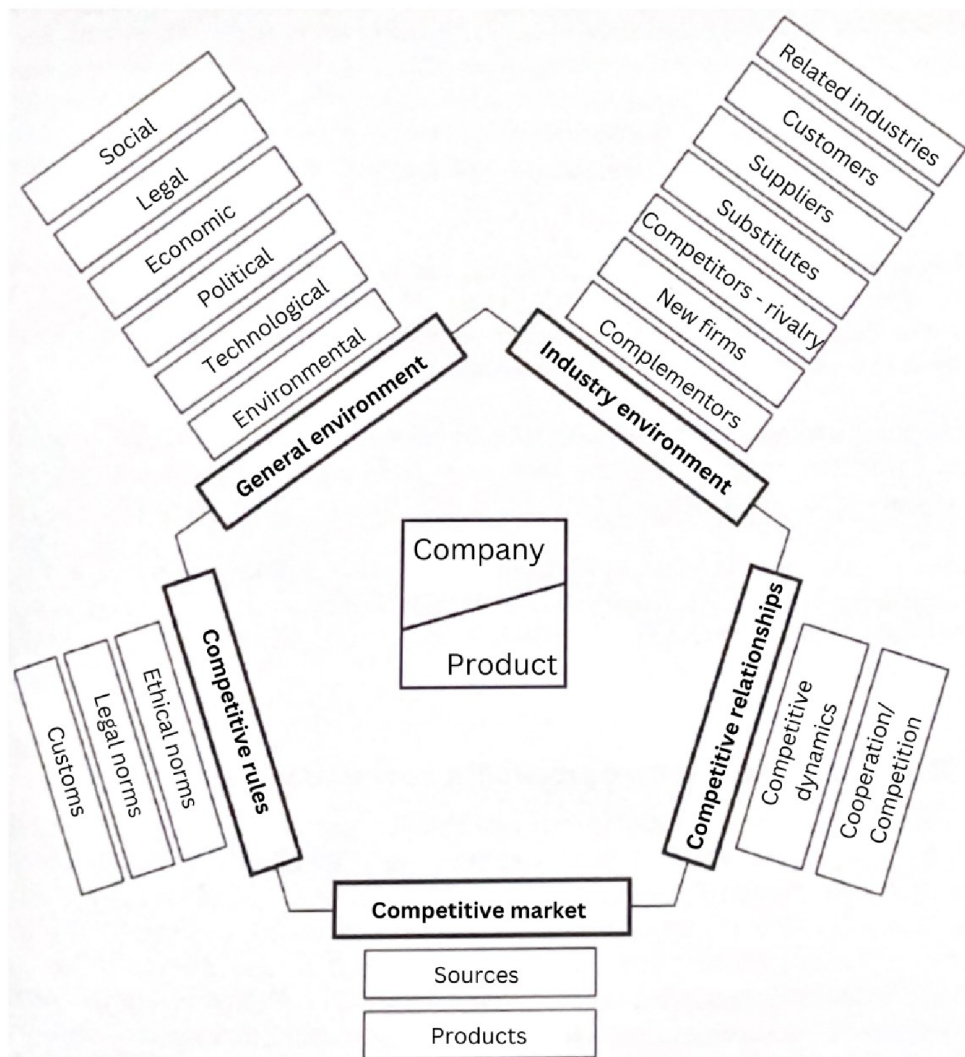 Social
Legal
Economic
Political
Technological
Environmental
General environment
Related industries
Customers
Suppliers
Substitutes
Competitors - rivalry
New firms
Complementors
Industry environment
Company
Product
Customs
Legal norms
Ethical norms
Competitive rules
Competitive relationships
Competitive
dynamics
Cooperation/
Competition
Competitive market
Sources
Products